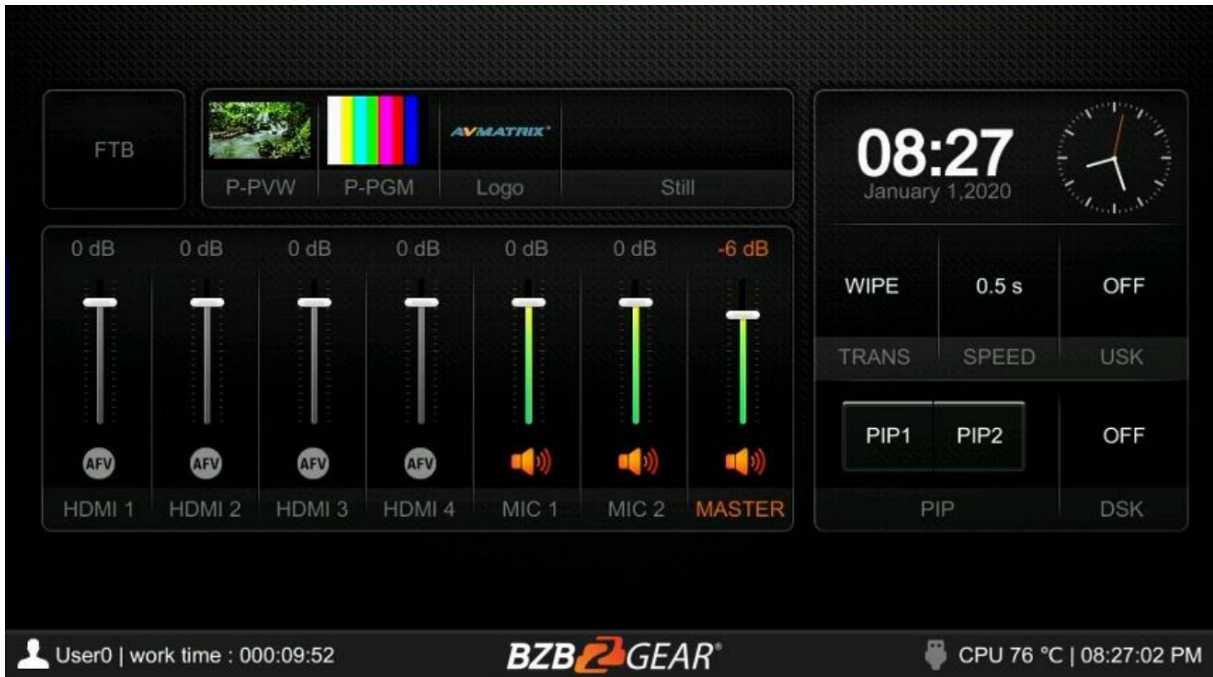 FTB
AVMATRIX
P-PVW P-PGM Logo Still
08:27
January 1,2020
0 dB 0 dB 0 dB 0 dB 0 dB 0 dB -6 dB
AFV AFV AFV AFV
HDMI 1 HDMI 2 HDMI 3 HDMI 4 MIC 1 MIC 2 MASTER
WIPE 0.5 s OFF
TRANS SPEED USK
PIP1 PIP2 OFF
PIP DSK
User0 | work time : 000:09:52
BZB GEAR®
CPU 76 ℃ | 08:27:02 PM